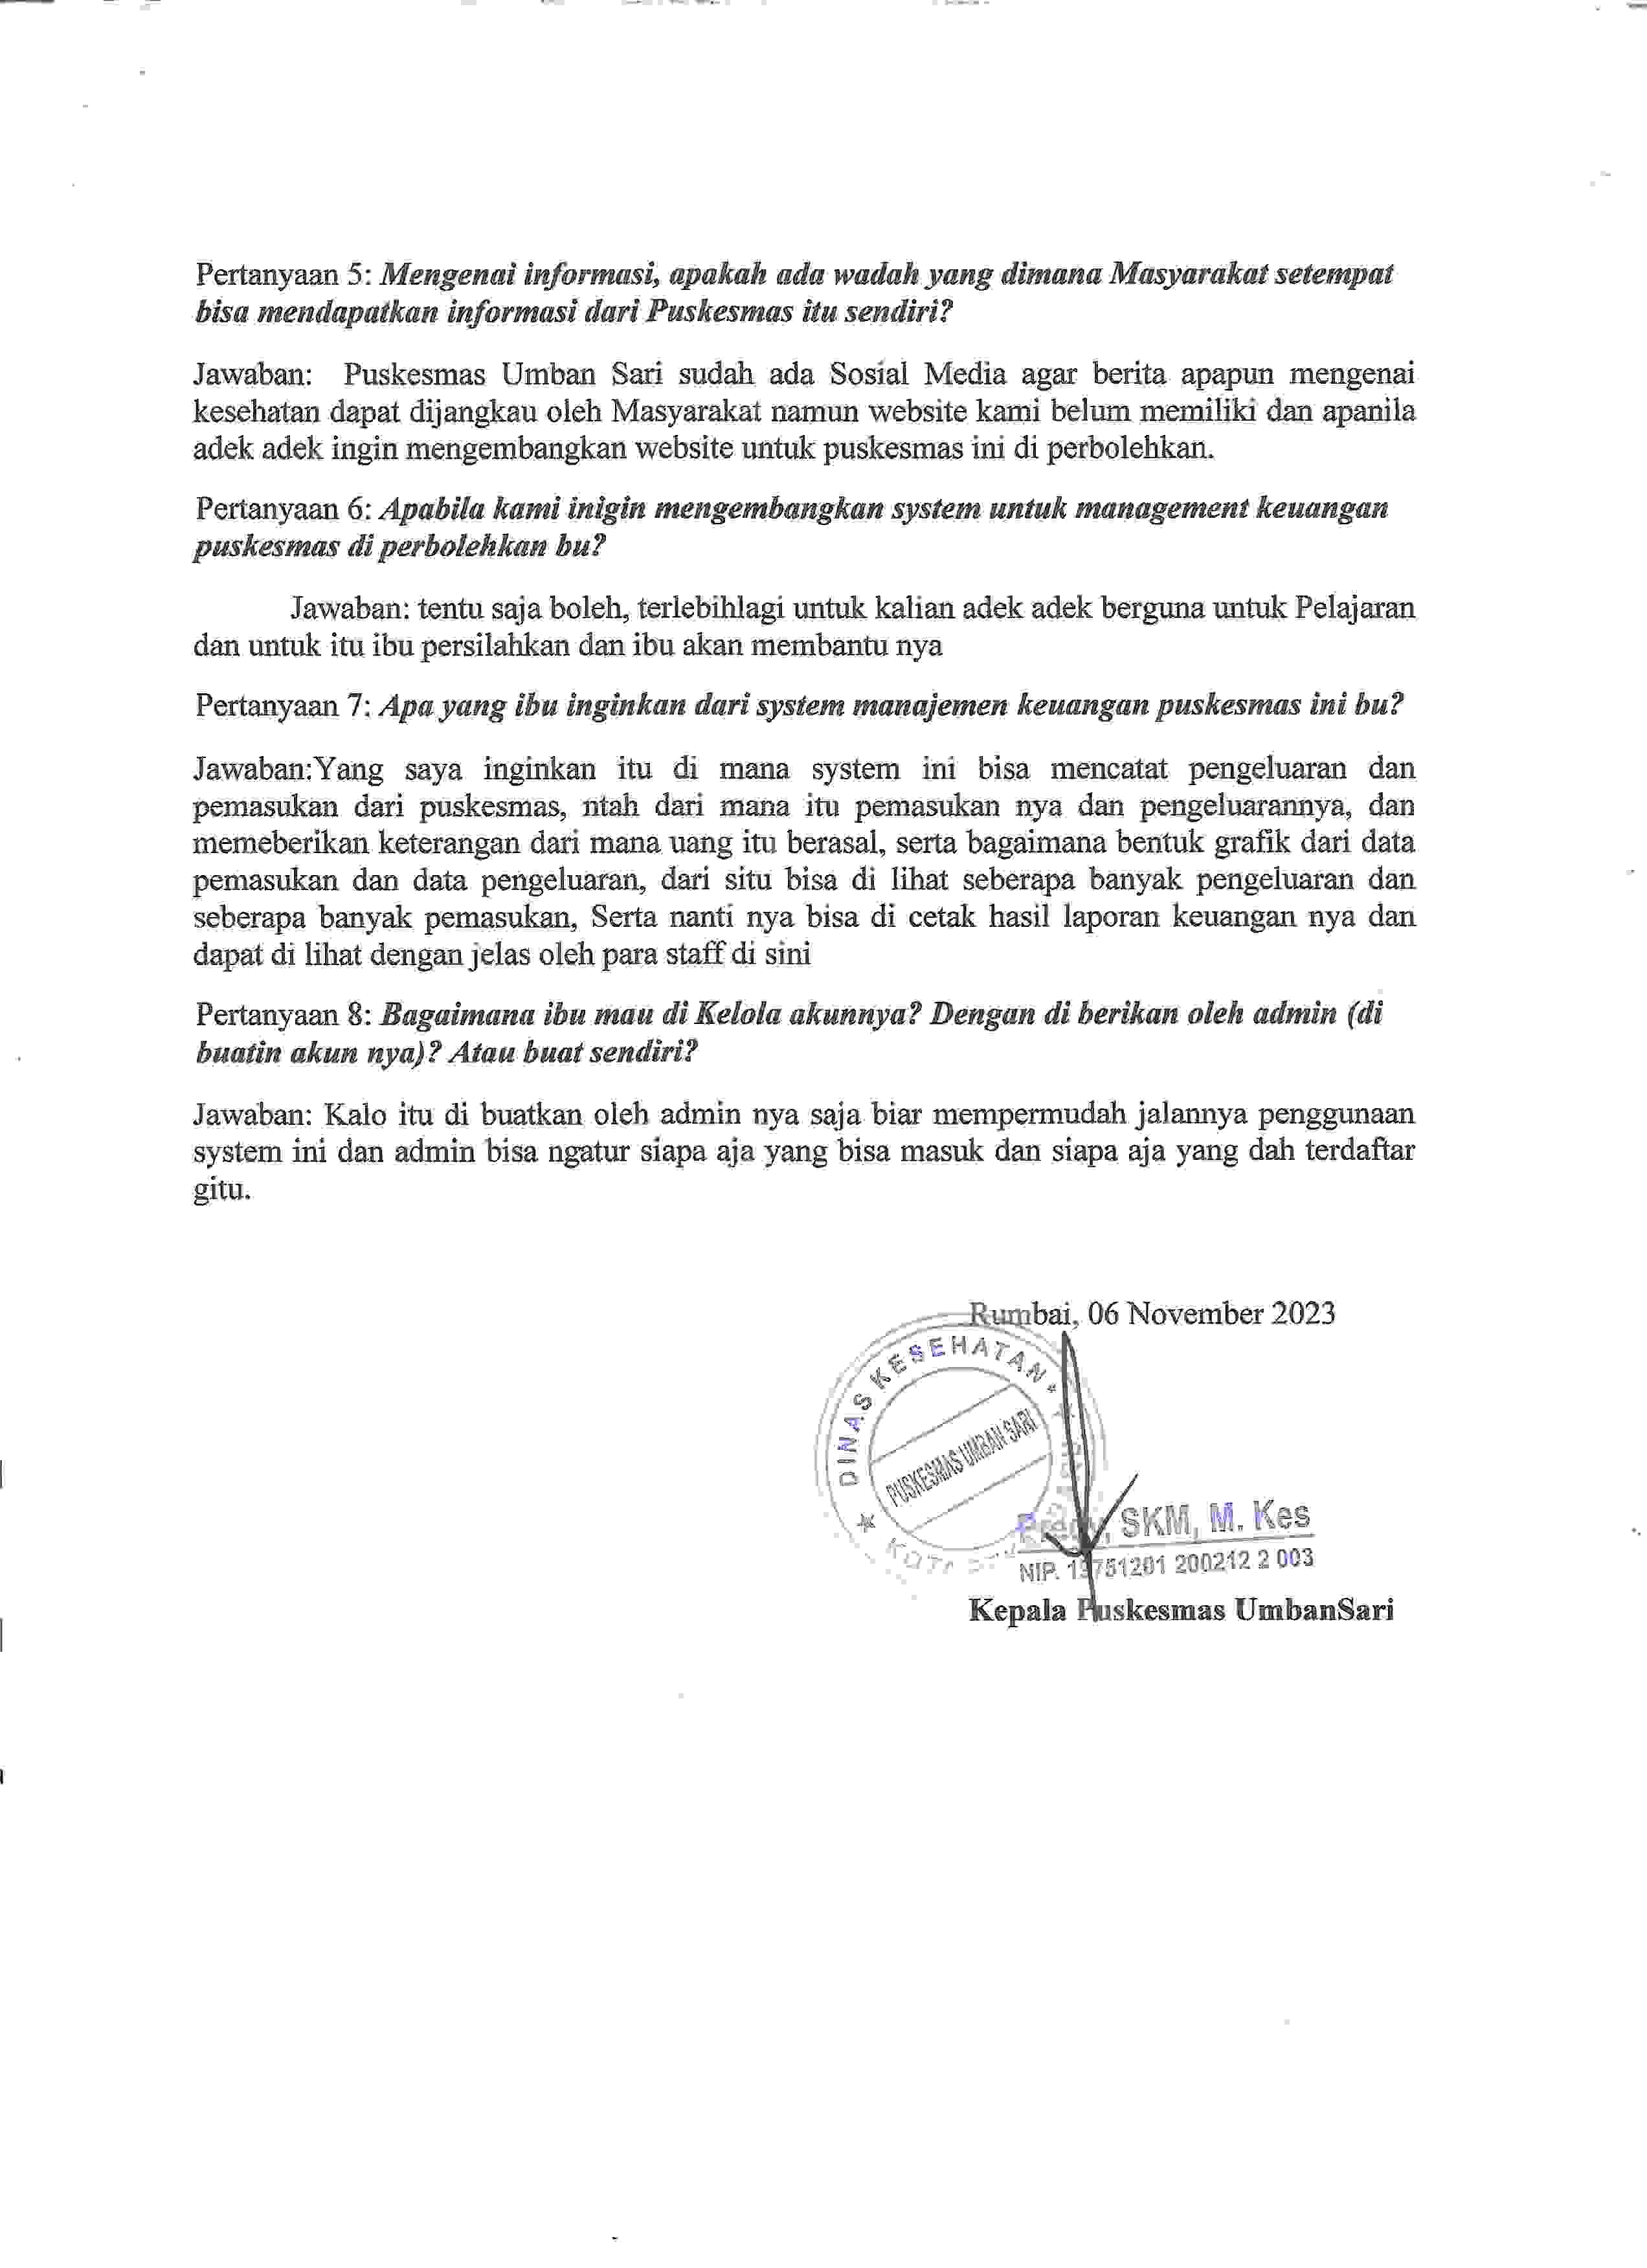 Pertanyaan 5: Mengenai informasi, apakah ada wadah yang dimana Masyarakat setempat
bisa mendapatkan informasi dari Puskesmas itu sendiri?
Jawaban: Puskesmas Umban Sari sudah ada Sosial Media agar berita apapun mengenai
kesehatan dapat dijangkau oleh Masyarakat namun website kami belum memiliki dan apanila
adek adek ingin mengembangkan website untuk puskesmas ini di perbolehkan.
Pertanyaan 6: Apabila kami inigin mengembangkan system untuk management keuangan
puskesmas di perbolehkan bu?
Jawaban: tentu saja boleh, terlebihlagi untuk kalian adek adek berguna untuk Pelajaran
dan untuk itu ibu persilahkan dan ibu akan membantu nya
Pertanyaan 7: Apa yang ibu inginkan dari system manajemen keuangan puskesmas ini bu?
Jawaban:Yang saya inginkan itu di mana system ini bisa mencatat pengeluaran dan
pemasukan dari puskesmas, ntah dari mana itu pemasukan nya dan pengeluarannya, dan
memeberikan keterangan dari mana uang itu berasal, serta bagaimana bentuk grafik dari data
pemasukan dan data pengeluaran, dari situ bisa di lihat seberapa banyak pengeluaran dan
seberapa banyak pemasukan, Serta nanti nya bisa di cetak hasil laporan keuangan nya dan
dapat di lihat dengan jelas oleh para staff di sini
Pertanyaan 8: Bagaimana ibu mau di Kelola akunnya? Dengan di berikan oleh admin (di
buatin akun nya)? Atau buat sendiri?
Jawaban: Kalo itu di buatkan oleh admin nya saja biar mempermudah jalannya penggunaan
system ini dan admin bisa ngatur siapa aja yang bisa masuk dan siapa aja yang dah terdaftar
gitu.
Rumbai, 06 November 2023
DINAS KESEHATAN
PUSKESMAS UMBAN SARI
KOTA
SKM, M. Kes
NIP. 19751201 200212 2 003
Kepala Puskesmas UmbanSari